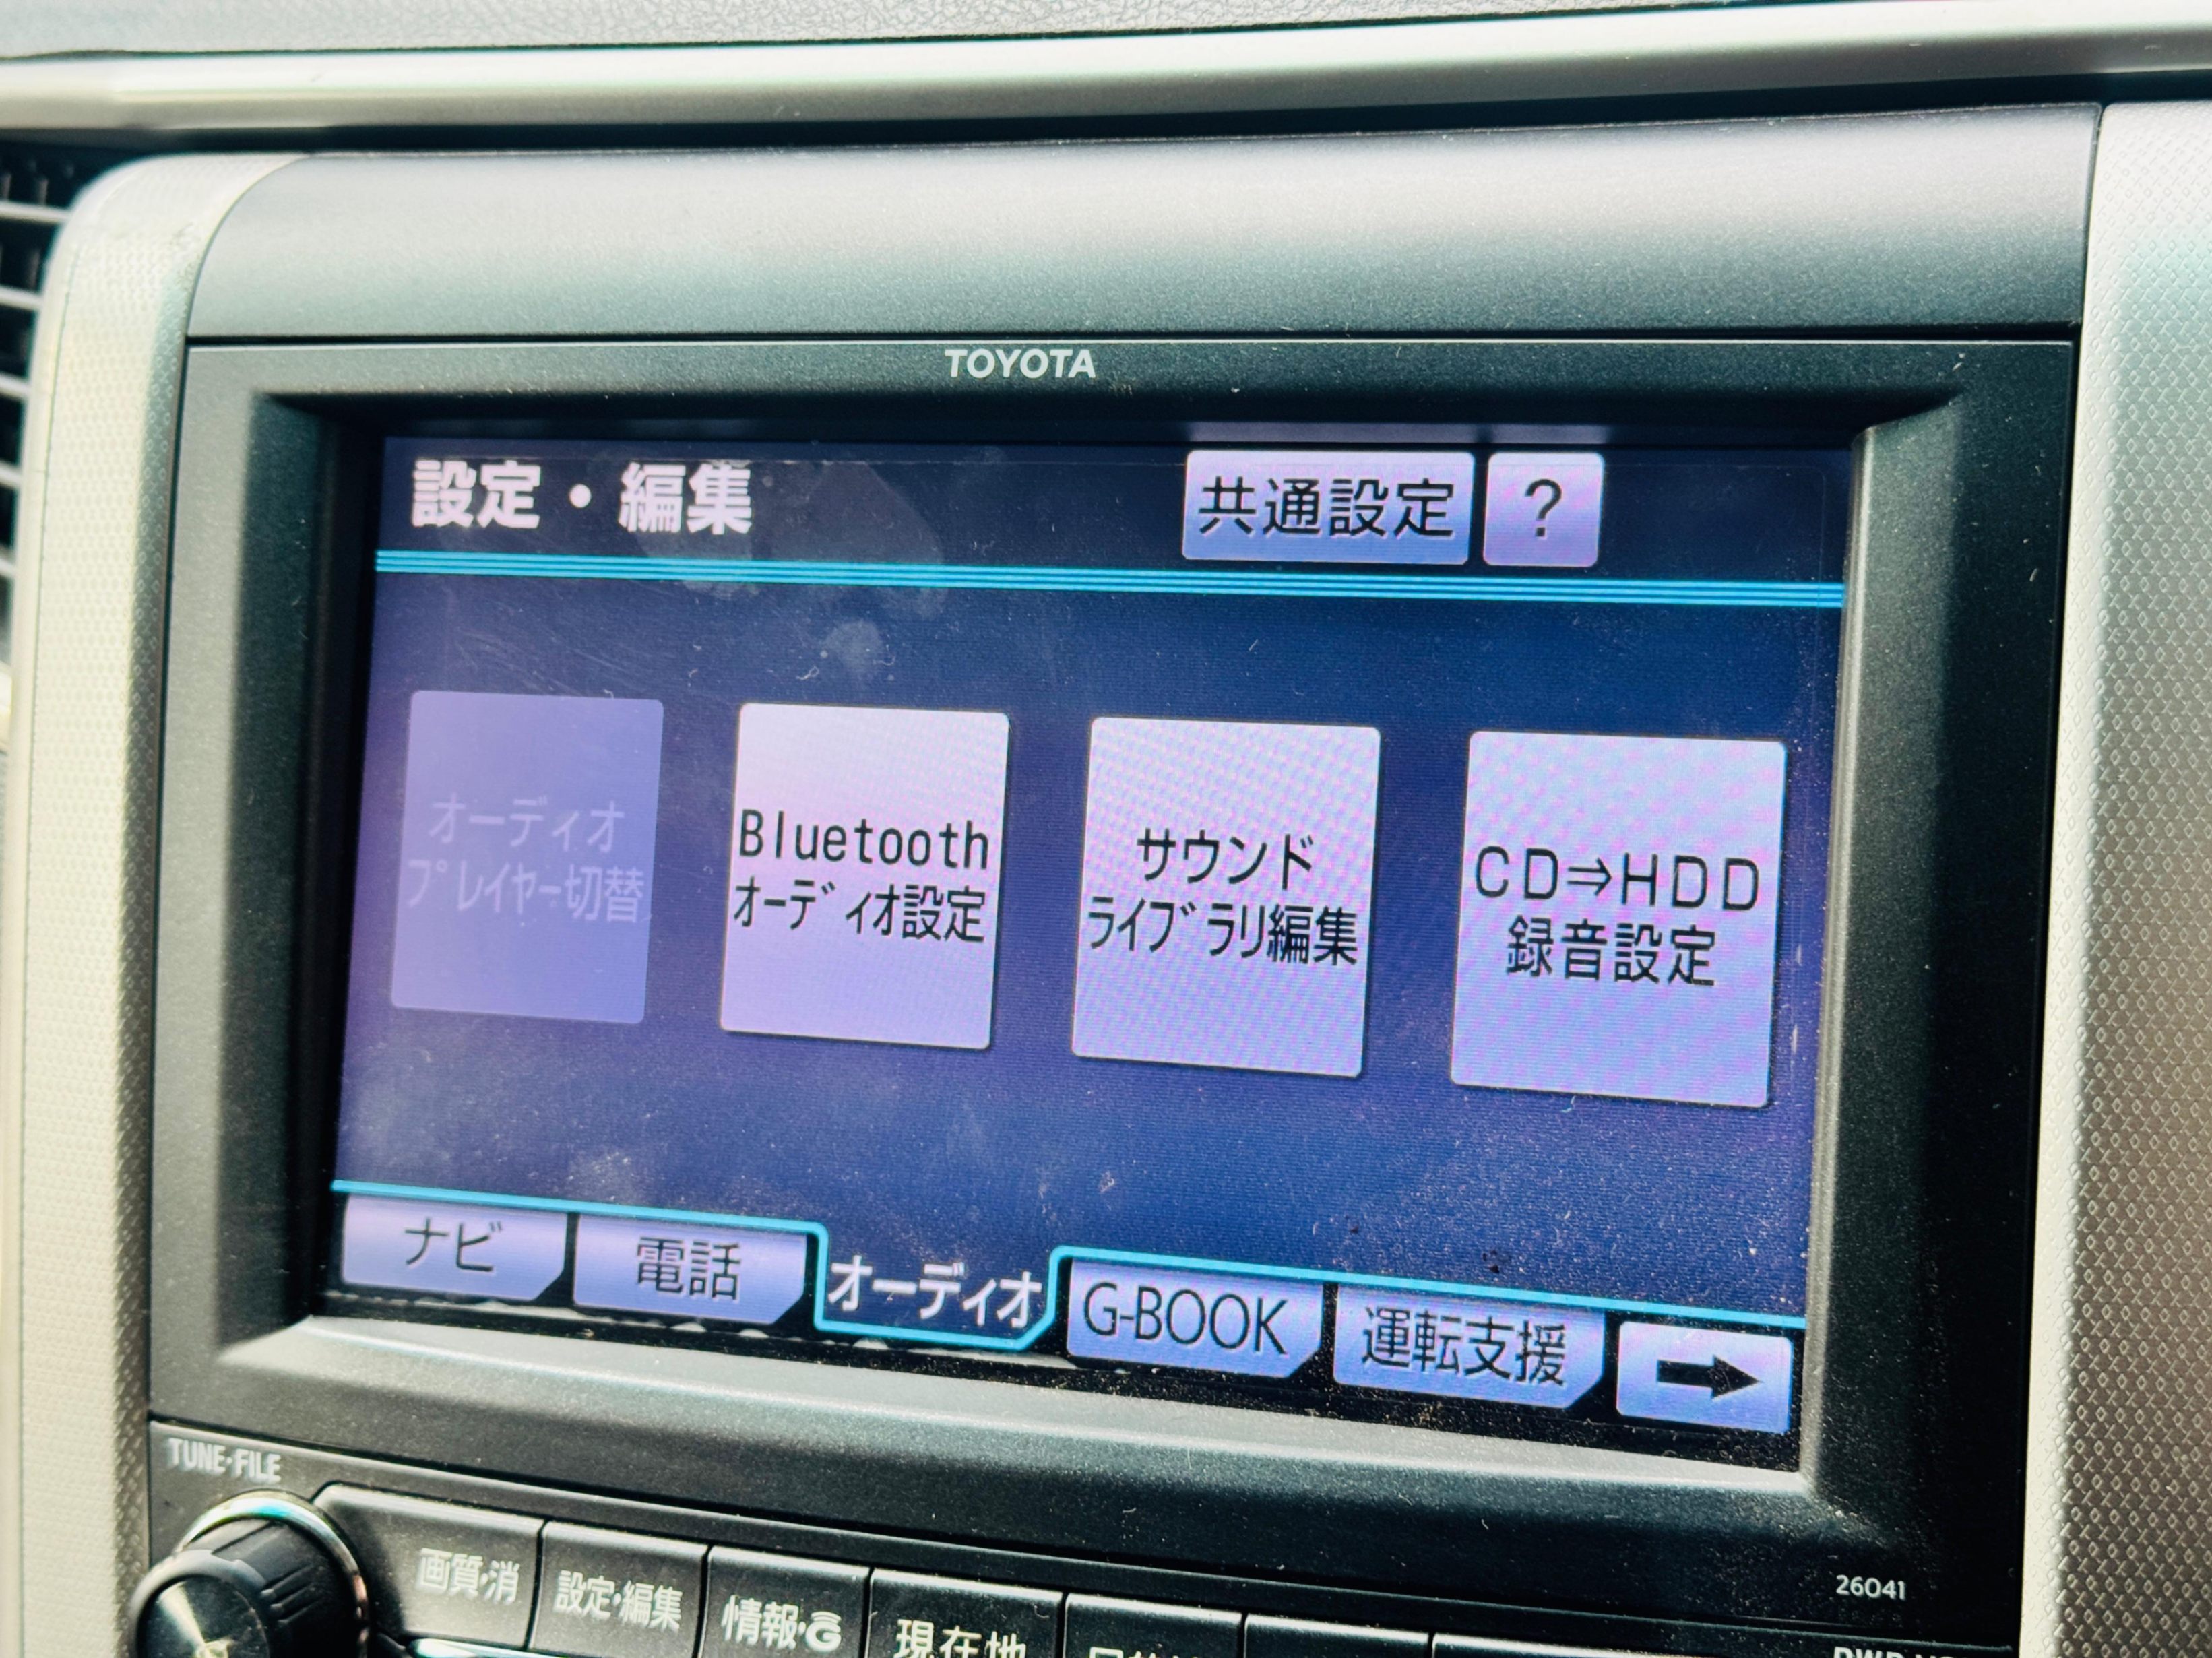 TOYOTA
設定・編集
共通設定
?
オーディオ
プレイヤー切替
Bluetooth
オーディオ設定
サウンド
ライブラリ編集
CD⇒HDD
録音設定
ナビ
電話
オーディオ
G-BOOK
運転支援
TUNE・FILE
画質・消
設定・編集
情報・G
現在地
26041